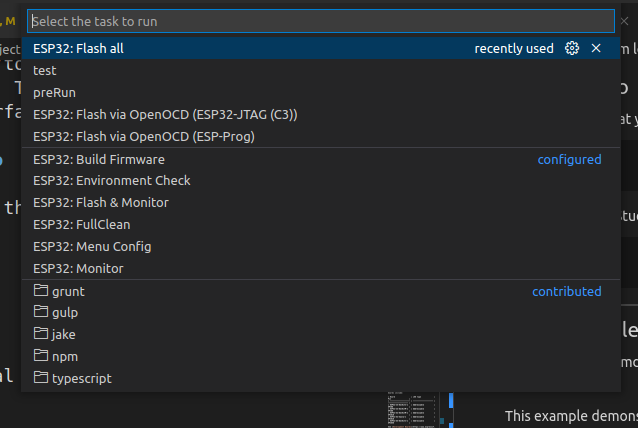 .M
Select the task to run
ESP32: Flash all
recently used
test
preRun
ESP32: Flash via OpenOCD (ESP32-JTAG (C3))
ESP32: Flash via OpenOCD (ESP-Prog)
ESP32: Build Firmware
configured
ESP32: Environment Check
ESP32: Flash & Monitor
ESP32: FullClean
ESP32: Menu Config
ESP32: Monitor
grunt
contributed
gulp
jake
npm
typescript
This example demons